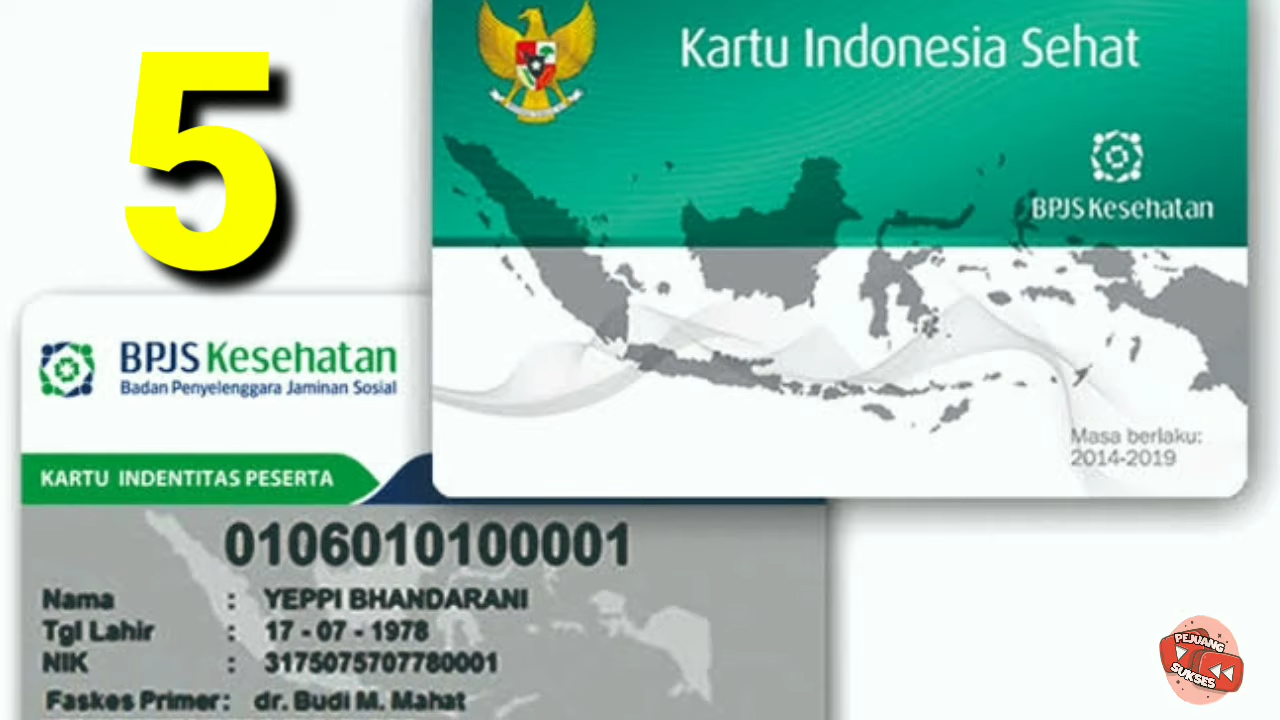 5
Kartu Indonesia Sehat
BPJS Kesehatan
Masa berlaku:
2014-2019
BPJS Kesehatan
Badan Penyelenggara Jaminan Sosial
KARTU INDENTITAS PESERTA
0106010100001
Nama : YEPPI BHANDARANI
Tgl Lahir : 17 - 07 - 1978
NIK : 3175075707780001
Faskes Primer : dr. Budi M. Mahat
PEJUANG
SUKSES